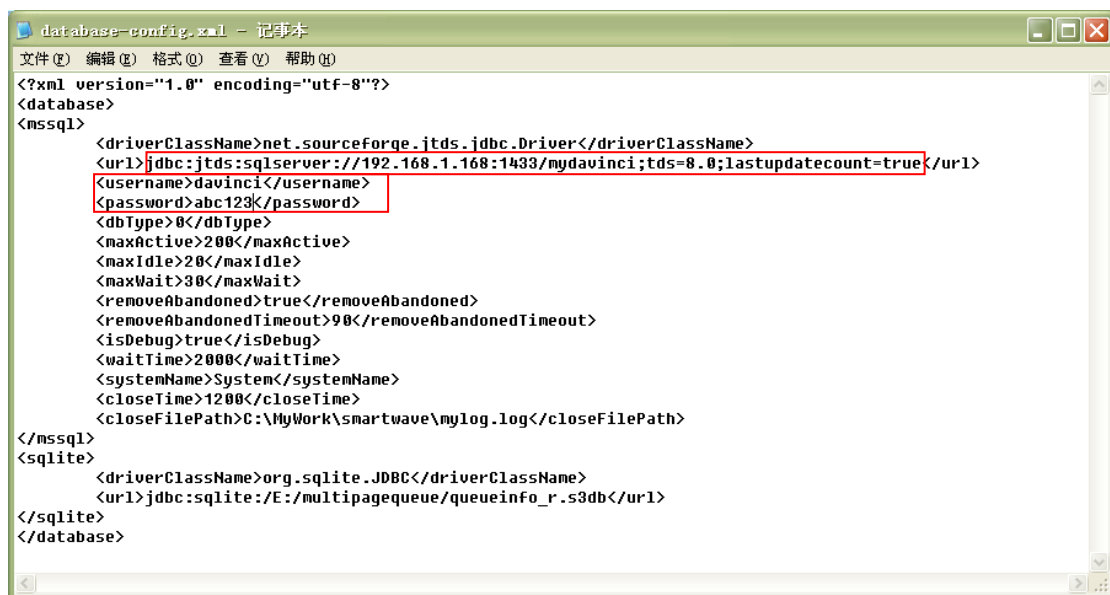 database-config.xml - 记事本
文件(F) 编辑(E) 格式(O) 查看(V) 帮助(H)
<?xml version="1.0" encoding="utf-8"?>
<database>
<mssql>
<driverClassName>net.sourceforge.jtds.jdbc.Driver</driverClassName>
<url>jdbc:jtds:sqlserver://192.168.1.168:1433/mydavinci;tds=8.0;lastupdatecount=true</url>
<username>davinci</username>
<password>abc123</password>
<dbType>0</dbType>
<maxActive>200</maxActive>
<maxIdle>20</maxIdle>
<maxWait>30</maxWait>
<removeAbandoned>true</removeAbandoned>
<removeAbandonedTimeout>90</removeAbandonedTimeout>
<isDebug>true</isDebug>
<waitTime>2000</waitTime>
<systemName>System</systemName>
<closeTime>1200</closeTime>
<closeFilePath>C:\MyWork\smartwave\mylog.log</closeFilePath>
</mssql>
<sqlite>
<driverClassName>org.sqlite.JDBC</driverClassName>
<url>jdbc:sqlite:/E:/multipagequeue/queueinfo_r.s3db</url>
</sqlite>
</database>